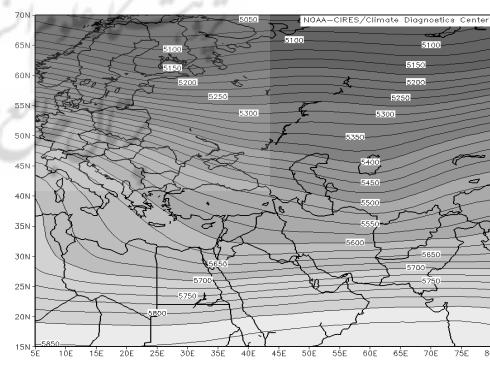 70N 5050 NOAA-CIRES/Climate Diagnostics Center
5100 5100
65N
5150 5150
60N 5200 5200
5250 5250
55N
5300 5300
50N 5350
45N 5400
5450
40N
5500
35N 5550
5600
30N 5650 5650
5700 5700
25N 5750 5750
20N 5800
15N 5850
5E 10E 15E 20E 25E 30E 35E 40E 45E 50E 55E 60E 65E 70E 75E